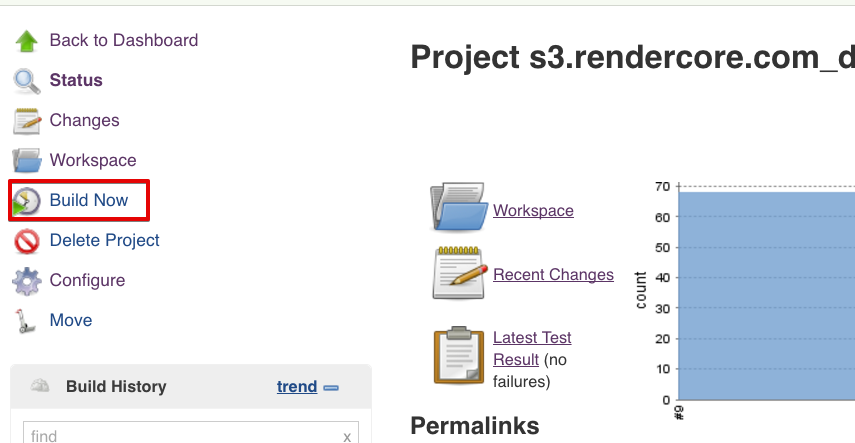 Back to Dashboard
Status
Changes
Workspace
Build Now
Delete Project
Configure
Move
Build History
trend
find
x
Project s3.rendercore.com_d
Workspace
Recent Changes
Latest Test
Result (no
failures)
Permalinks
70
60
50
40
30
20
10
0
count
#9